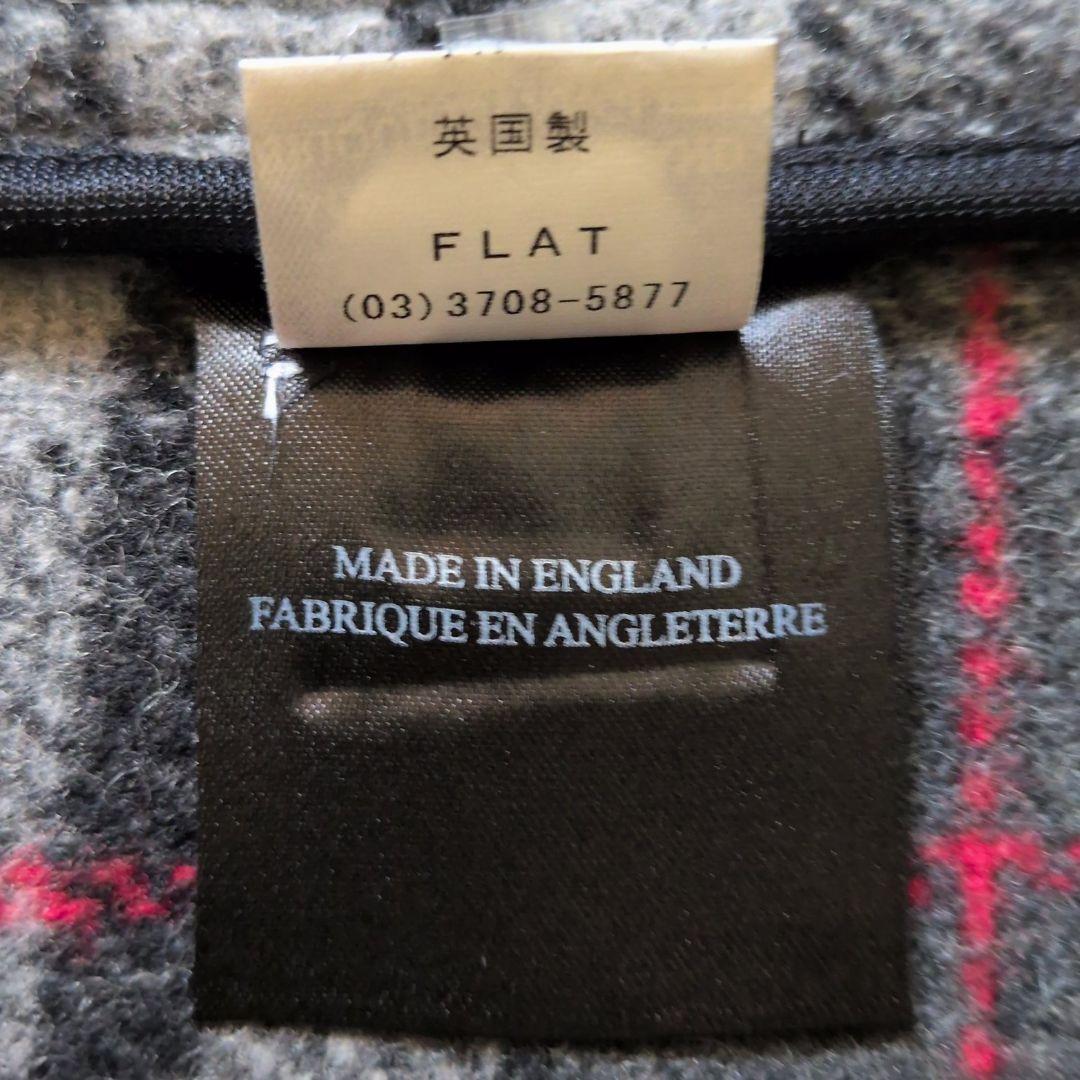 英国製
FLAT
(03)3708-5877
MADE IN ENGLAND
FABRIQUE EN ANGLETERRE